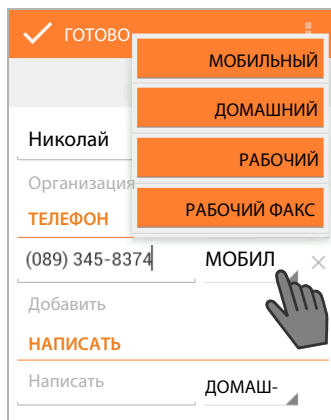 ГОТОВО
МОБИЛЬНЫЙ
ДОМАШНИЙ
РАБОЧИЙ
РАБОЧИЙ ФАКС
Николай
Организация
ТЕЛЕФОН
(089) 345-8374 МОБИЛ
Добавить
НАПИСАТЬ
Написать ДОМАШ-